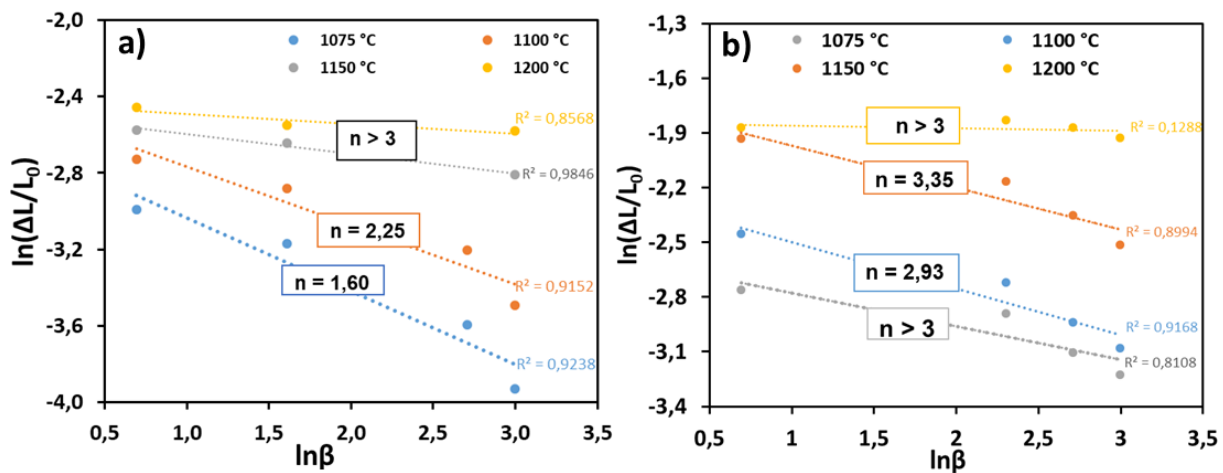 a)
1075 °C 1100 °C
1150 °C 1200 °C
-2,0
-2,4
-2,8
-3,2
-3,6
-4,0
ln(ΔL/L0)
R² = 0,8568
n > 3
R² = 0,9846
n = 2,25
n = 1,60
R² = 0,9152
R² = 0,9238
0,5 1,0 1,5 2,0 2,5 3,0 3,5
lnβ
b)
1075 °C 1100 °C
1150 °C 1200 °C
-1,3
-1,6
-1,9
-2,2
-2,5
-2,8
-3,1
-3,4
ln(ΔL/L0)
n > 3
R² = 0,1288
n = 3,35
R² = 0,8994
n = 2,93
R² = 0,9168
n > 3
R² = 0,8108
0,5 1 1,5 2 2,5 3 3,5
lnβ